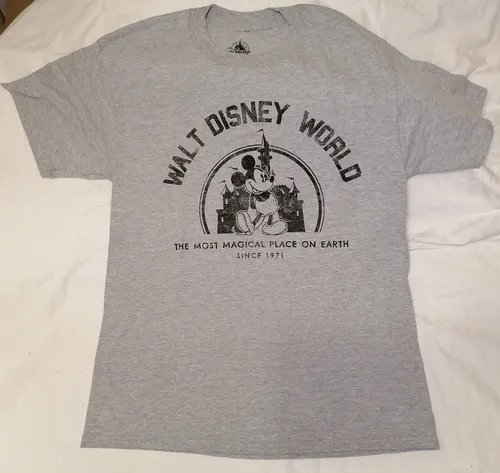 WALT DISNEY WORLD
THE MOST MAGICAL PLACE ON EARTH
SINCE 1971